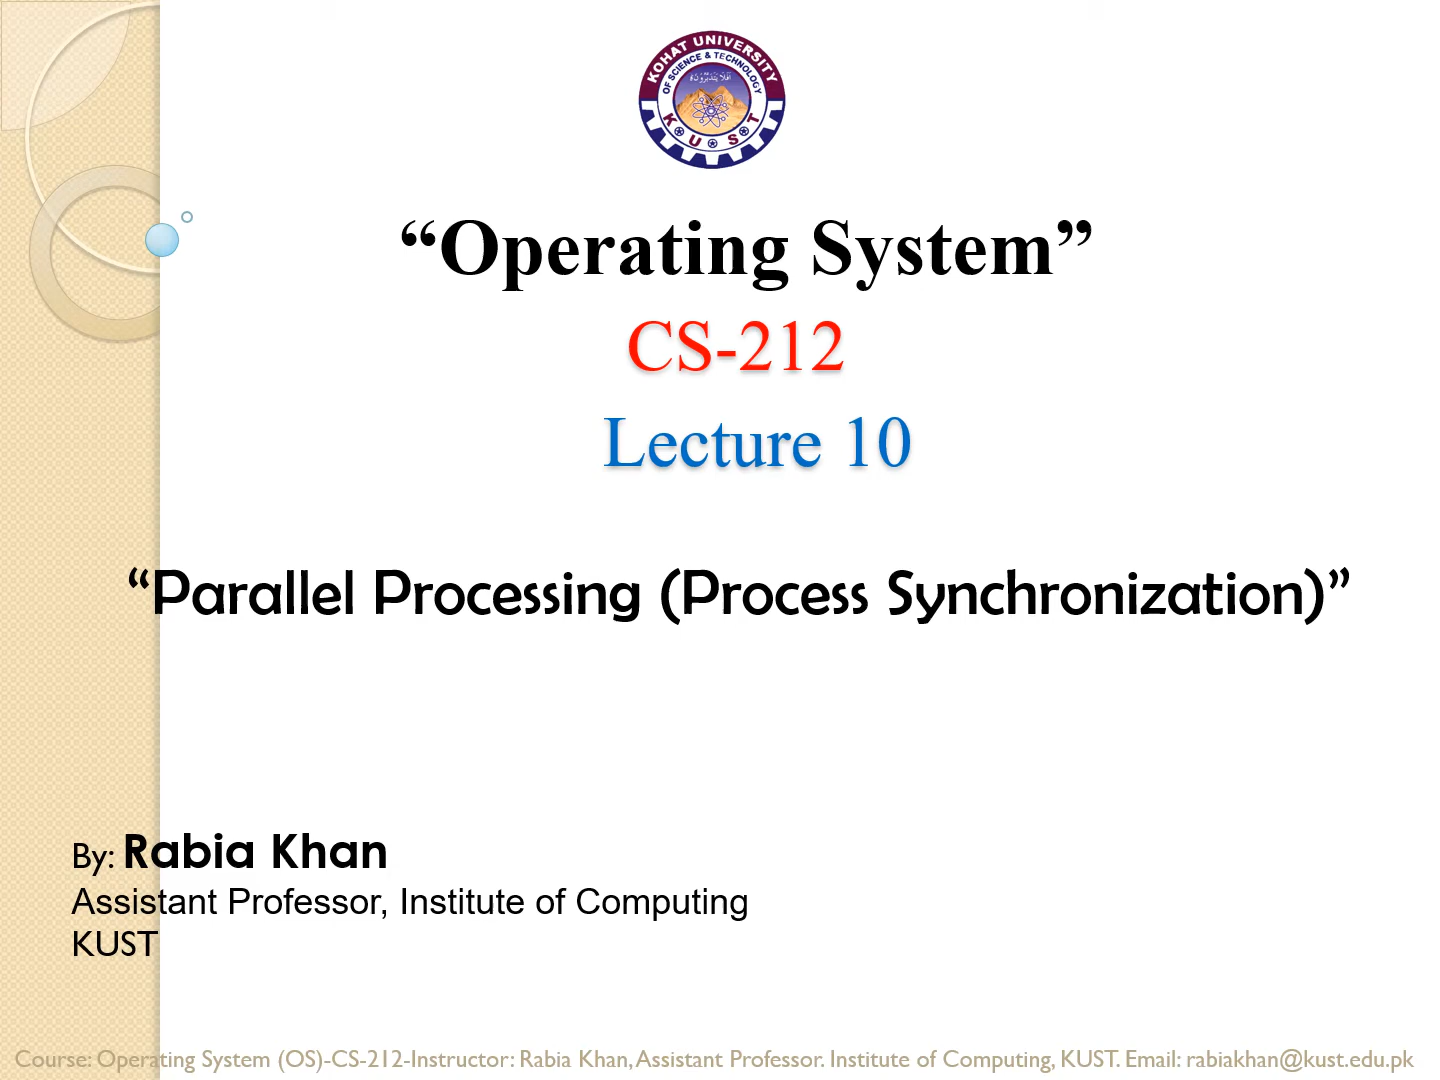 KOHAT UNIVERSITY
OF SCIENCE & TECHNOLOGY
K U S T
“Operating System”
CS-212
Lecture 10
“Parallel Processing (Process Synchronization)”
By: Rabia Khan
Assistant Professor, Institute of Computing
KUST
Course: Operating System (OS)-CS-212-Instructor: Rabia Khan, Assistant Professor. Institute of Computing, KUST. Email: rabiakhan@kust.edu.pk